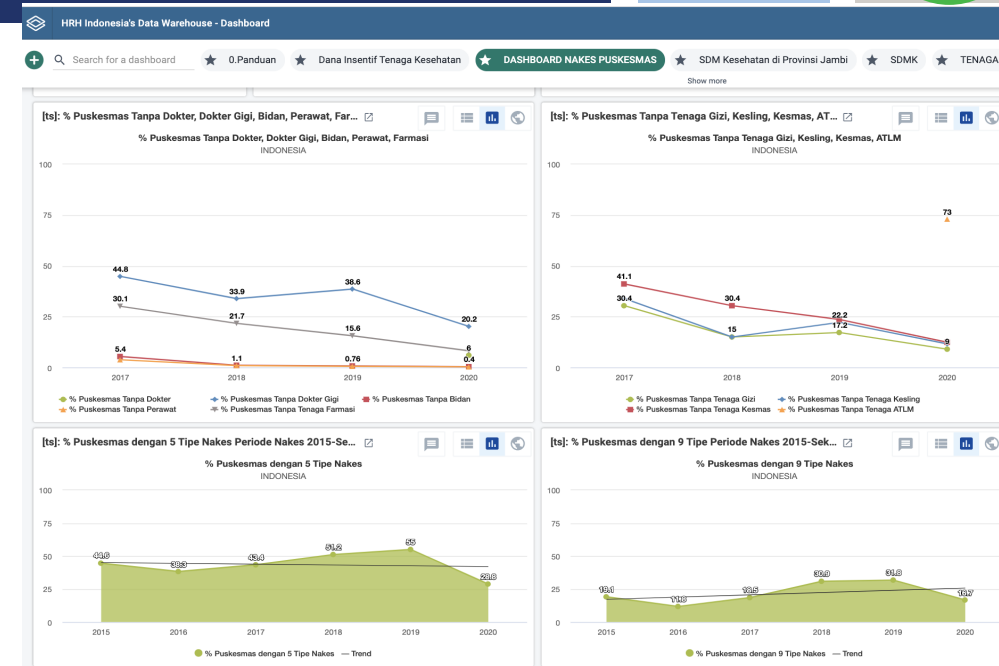 HRH Indonesia's Data Warehouse - Dashboard
Search for a dashboard
0.Panduan
Dana Insentif Tenaga Kesehatan
DASHBOARD NAKES PUSKESMAS
SDM Kesehatan di Provinsi Jambi
SDMK
TENAGA
Show more
[ts]: % Puskesmas Tanpa Dokter, Dokter Gigi, Bidan, Perawat, Far...
% Puskesmas Tanpa Dokter, Dokter Gigi, Bidan, Perawat, Farmasi
INDONESIA
100
75
50
25
0
44.8
33.9
38.6
20.2
30.1
21.7
15.6
6
5.4
1.1
0.76
0.4
2017
2018
2019
2020
% Puskesmas Tanpa Dokter
% Puskesmas Tanpa Dokter Gigi
% Puskesmas Tanpa Bidan
% Puskesmas Tanpa Perawat
% Puskesmas Tanpa Tenaga Farmasi
[ts]: % Puskesmas Tanpa Tenaga Gizi, Kesling, Kesmas, AT...
% Puskesmas Tanpa Tenaga Gizi, Kesling, Kesmas, ATLM
INDONESIA
100
75
50
25
0
73
41.1
30.4
30.4
15
22.2
17.2
9
2017
2018
2019
2020
% Puskesmas Tanpa Tenaga Gizi
% Puskesmas Tanpa Tenaga Kesling
% Puskesmas Tanpa Tenaga Kesmas
% Puskesmas Tanpa Tenaga ATLM
[ts]: % Puskesmas dengan 5 Tipe Nakes Periode Nakes 2015-Se...
% Puskesmas dengan 5 Tipe Nakes
INDONESIA
100
75
50
25
0
44.6
38.3
43.4
51.2
55
28.8
2015
2016
2017
2018
2019
2020
% Puskesmas dengan 5 Tipe Nakes
Trend
[ts]: % Puskesmas dengan 9 Tipe Periode Nakes 2015-Sek...
% Puskesmas dengan 9 Tipe Nakes
INDONESIA
100
75
50
25
0
30.9
31.8
16.7
2015
2016
2017
2018
2019
2020
% Puskesmas dengan 9 Tipe Nakes
Trend